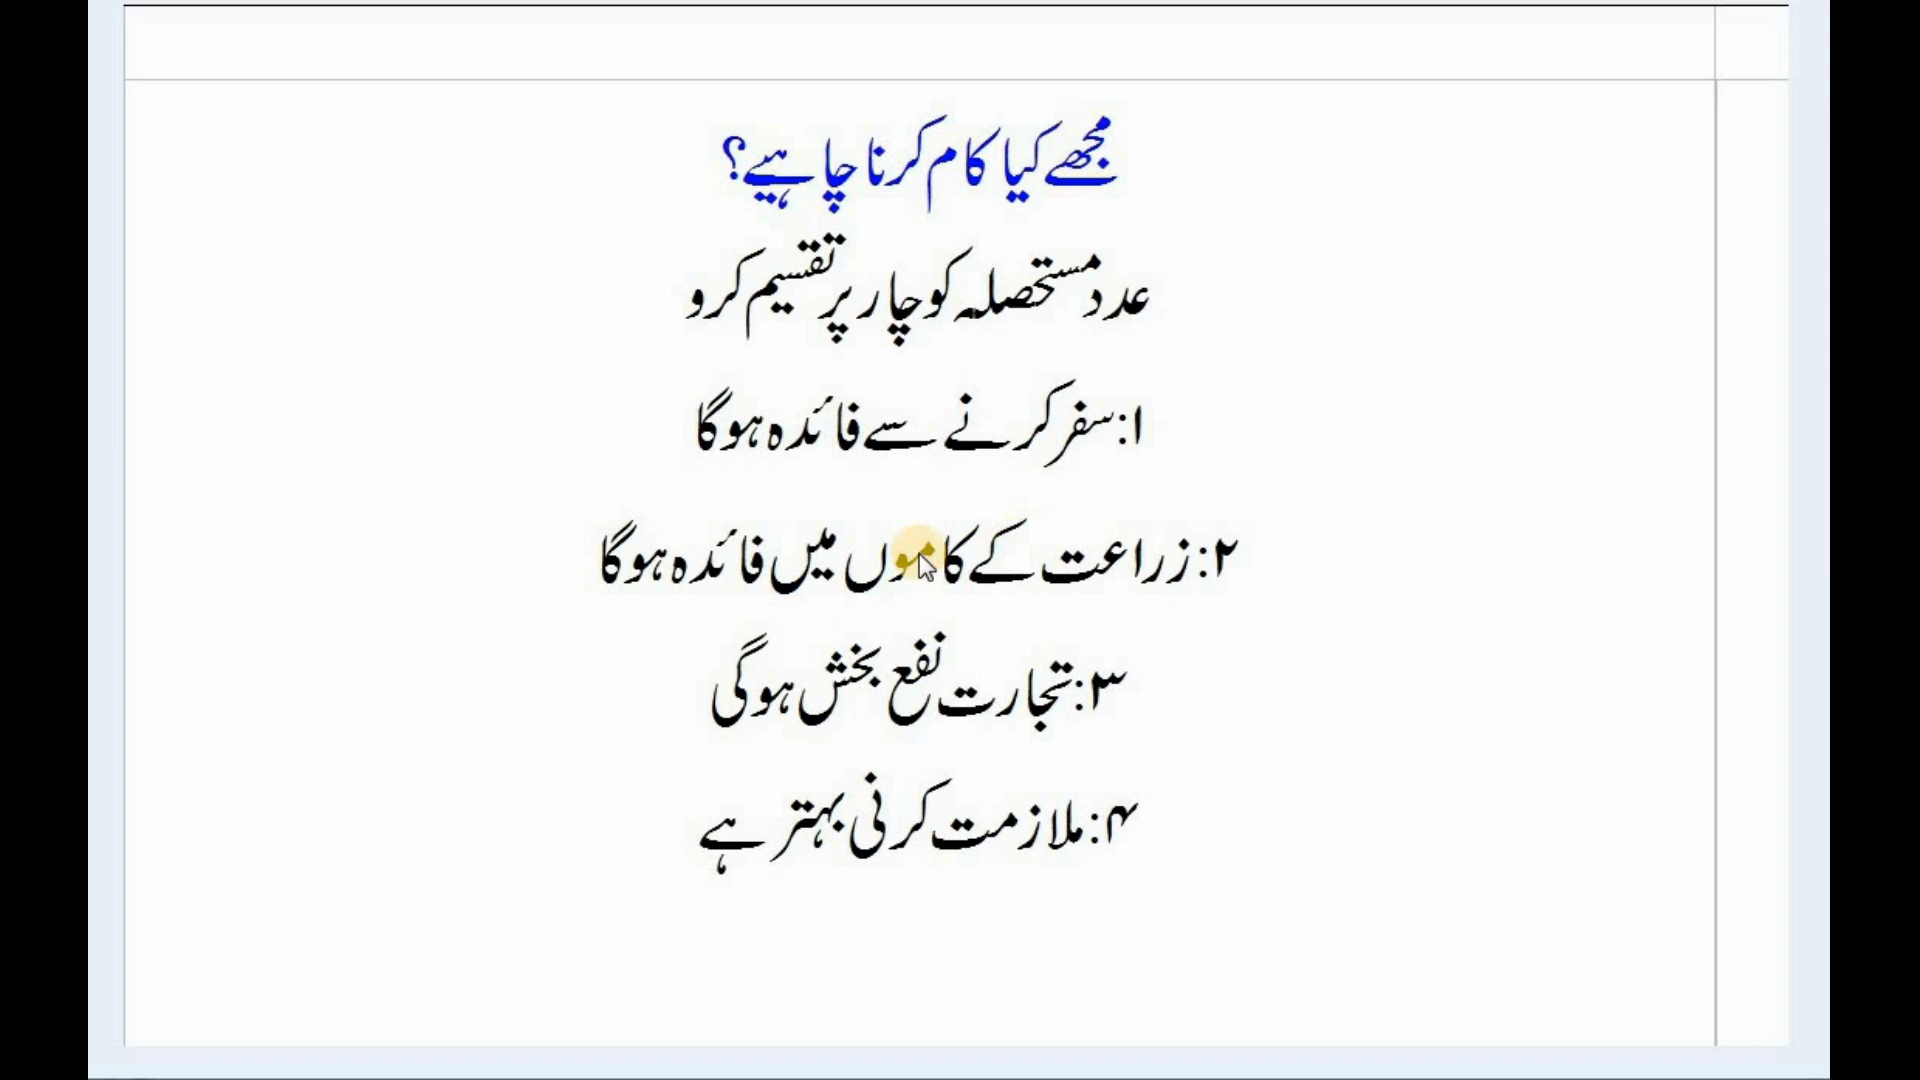 مجھے کیا کام کرنا چاہیے؟
عدد مستحصلہ کو چار پر تقسیم کرو
۱: سفر کرنے سے فائدہ ہوگا
۲: زراعت کے کاموں میں فائدہ ہوگا
۳: تجارت نفع بخش ہوگی
۴: ملازمت کرنی بہتر ہے